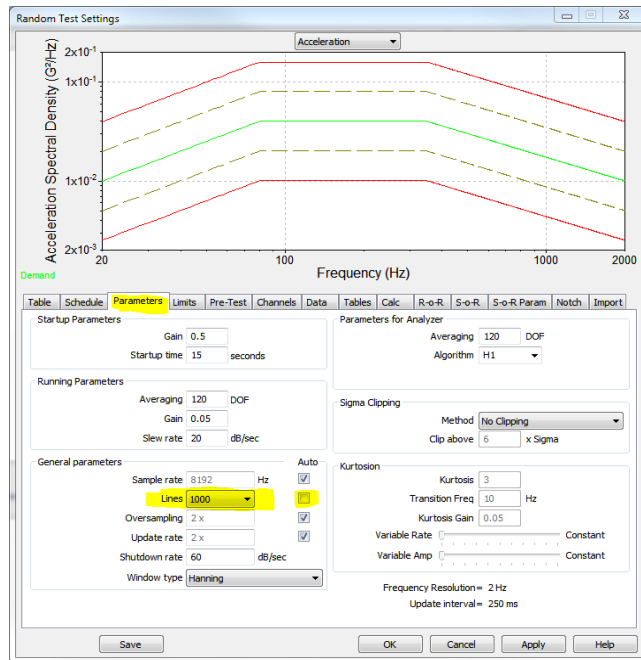 Random Test Settings
Acceleration
Acceleration Spectral Density (G²/Hz)
2x10⁻¹
1x10⁻¹
1x10⁻²
2x10⁻³
20
100
1000
2000
Frequency (Hz)
Demand
Table Schedule Parameters Limits Pre-Test Channels Data Tables Calc R-o-R S-o-R S-o-R Param Notch Import
Startup Parameters
Gain 0.5
Startup time 15 seconds
Running Parameters
Averaging 120 DOF
Gain 0.05
Slew rate 20 dB/sec
General parameters Auto
Sample rate 8192 Hz
Lines 1000
Oversampling 2 x
Update rate 2 x
Shutdown rate 60 dB/sec
Window type Hanning
Parameters for Analyzer
Averaging 120 DOF
Algorithm H1
Sigma Clipping
Method No Clipping
Clip above 6 x Sigma
Kurtosion
Kurtosis 3
Transition Freq 10 Hz
Kurtosis Gain 0.05
Variable Rate Constant
Variable Amp Constant
Frequency Resolution= 2 Hz
Update interval= 250 ms
Save OK Cancel Apply Help